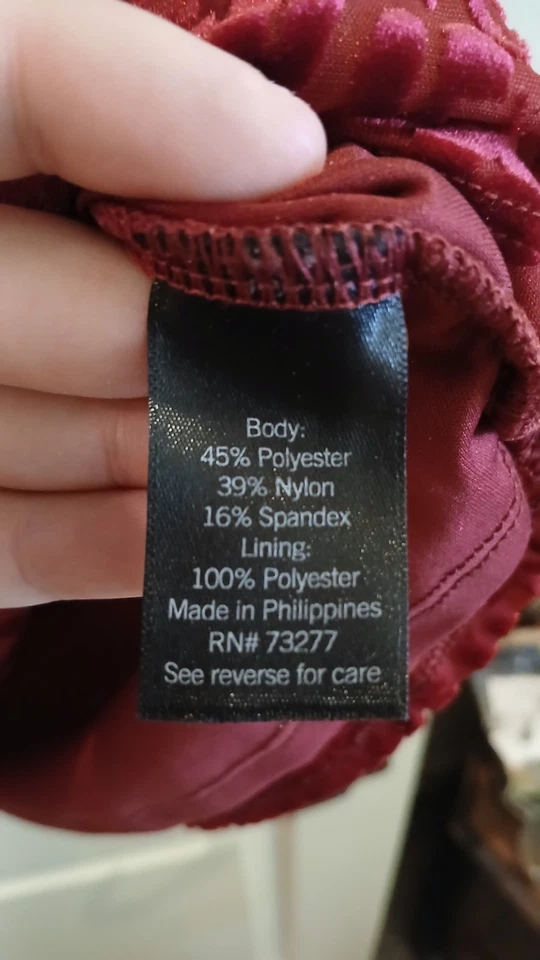 Body:
45% Polyester
39% Nylon
16% Spandex
Lining:
100% Polyester
Made in Philippines
RN# 73277
See reverse for care